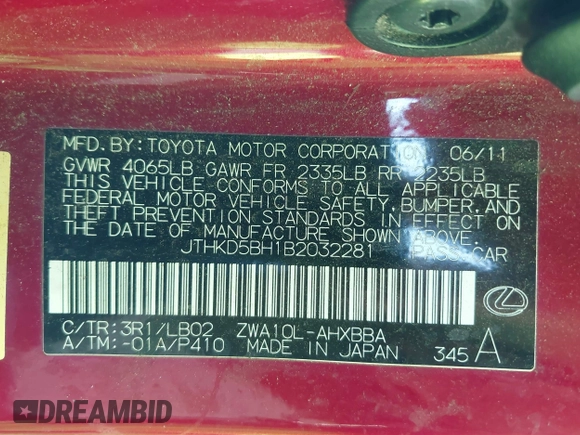 MFD. BY: TOYOTA MOTOR CORPORATION 06/11
GVWR 4065LB GAWR FR 2335LB RR 2235LB
THIS VEHICLE CONFORMS TO ALL APPLICABLE
FEDERAL MOTOR VEHICLE SAFETY, BUMPER, AND
THEFT PREVENTION STANDARDS IN EFFECT ON
THE DATE OF MANUFACTURE SHOWN ABOVE.
JTHKD5BH1B2032281 PASS. CAR
C/TR: 3R1/LB02 ZWA10L-AHXBBA
A/TM: -01A/P410 MADE IN JAPAN 345 A
DREAMBID